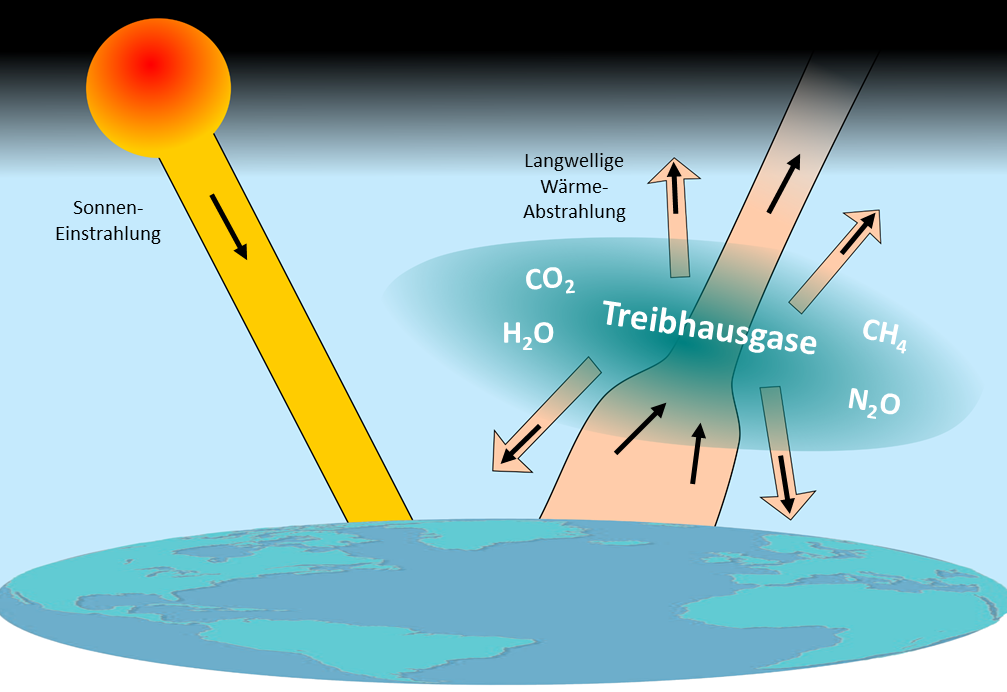 Sonnen-
Einstrahlung
Langwellige
Wärme-
Abstrahlung
CO₂
H₂O
Treibhausgase
CH₄
N₂O